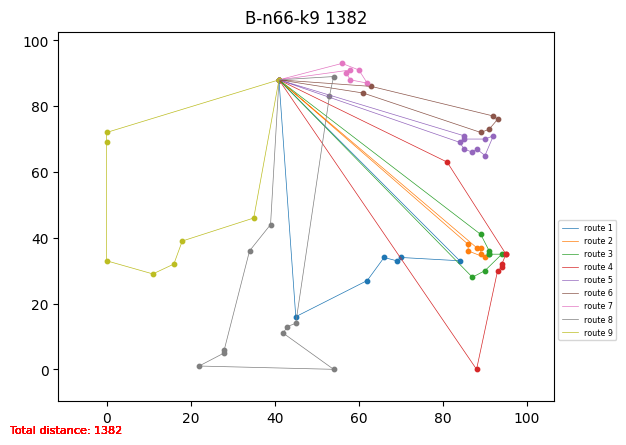 B-n66-k9 1382
100
80
60
40
20
0
0 20 40 60 80 100
route 1
route 2
route 3
route 4
route 5
route 6
route 7
route 8
route 9
Total distance: 1382